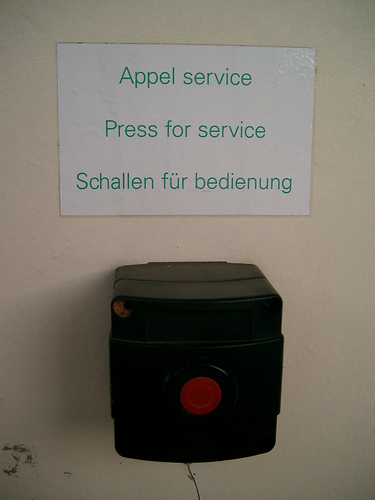 Appel service
Press for service
Schallen für bedienung